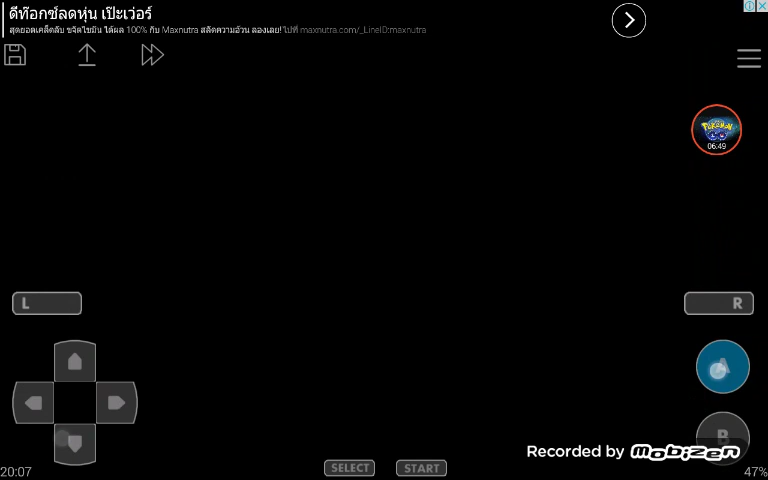 ดีท๊อกซ์ลดหุ่น เป๊ะเว่อร์
สุดยอดเคล็ดลับ ขจัดไขมัน ได้ผล 100% กับ Maxnutra สลัดความอ้วน ลองเลย! ไปที่ maxnutra.com/_LineID:maxnutra
POKéMON
06:49
L
R
A
B
Recorded by MobiZen
SELECT
START
20:07
47%